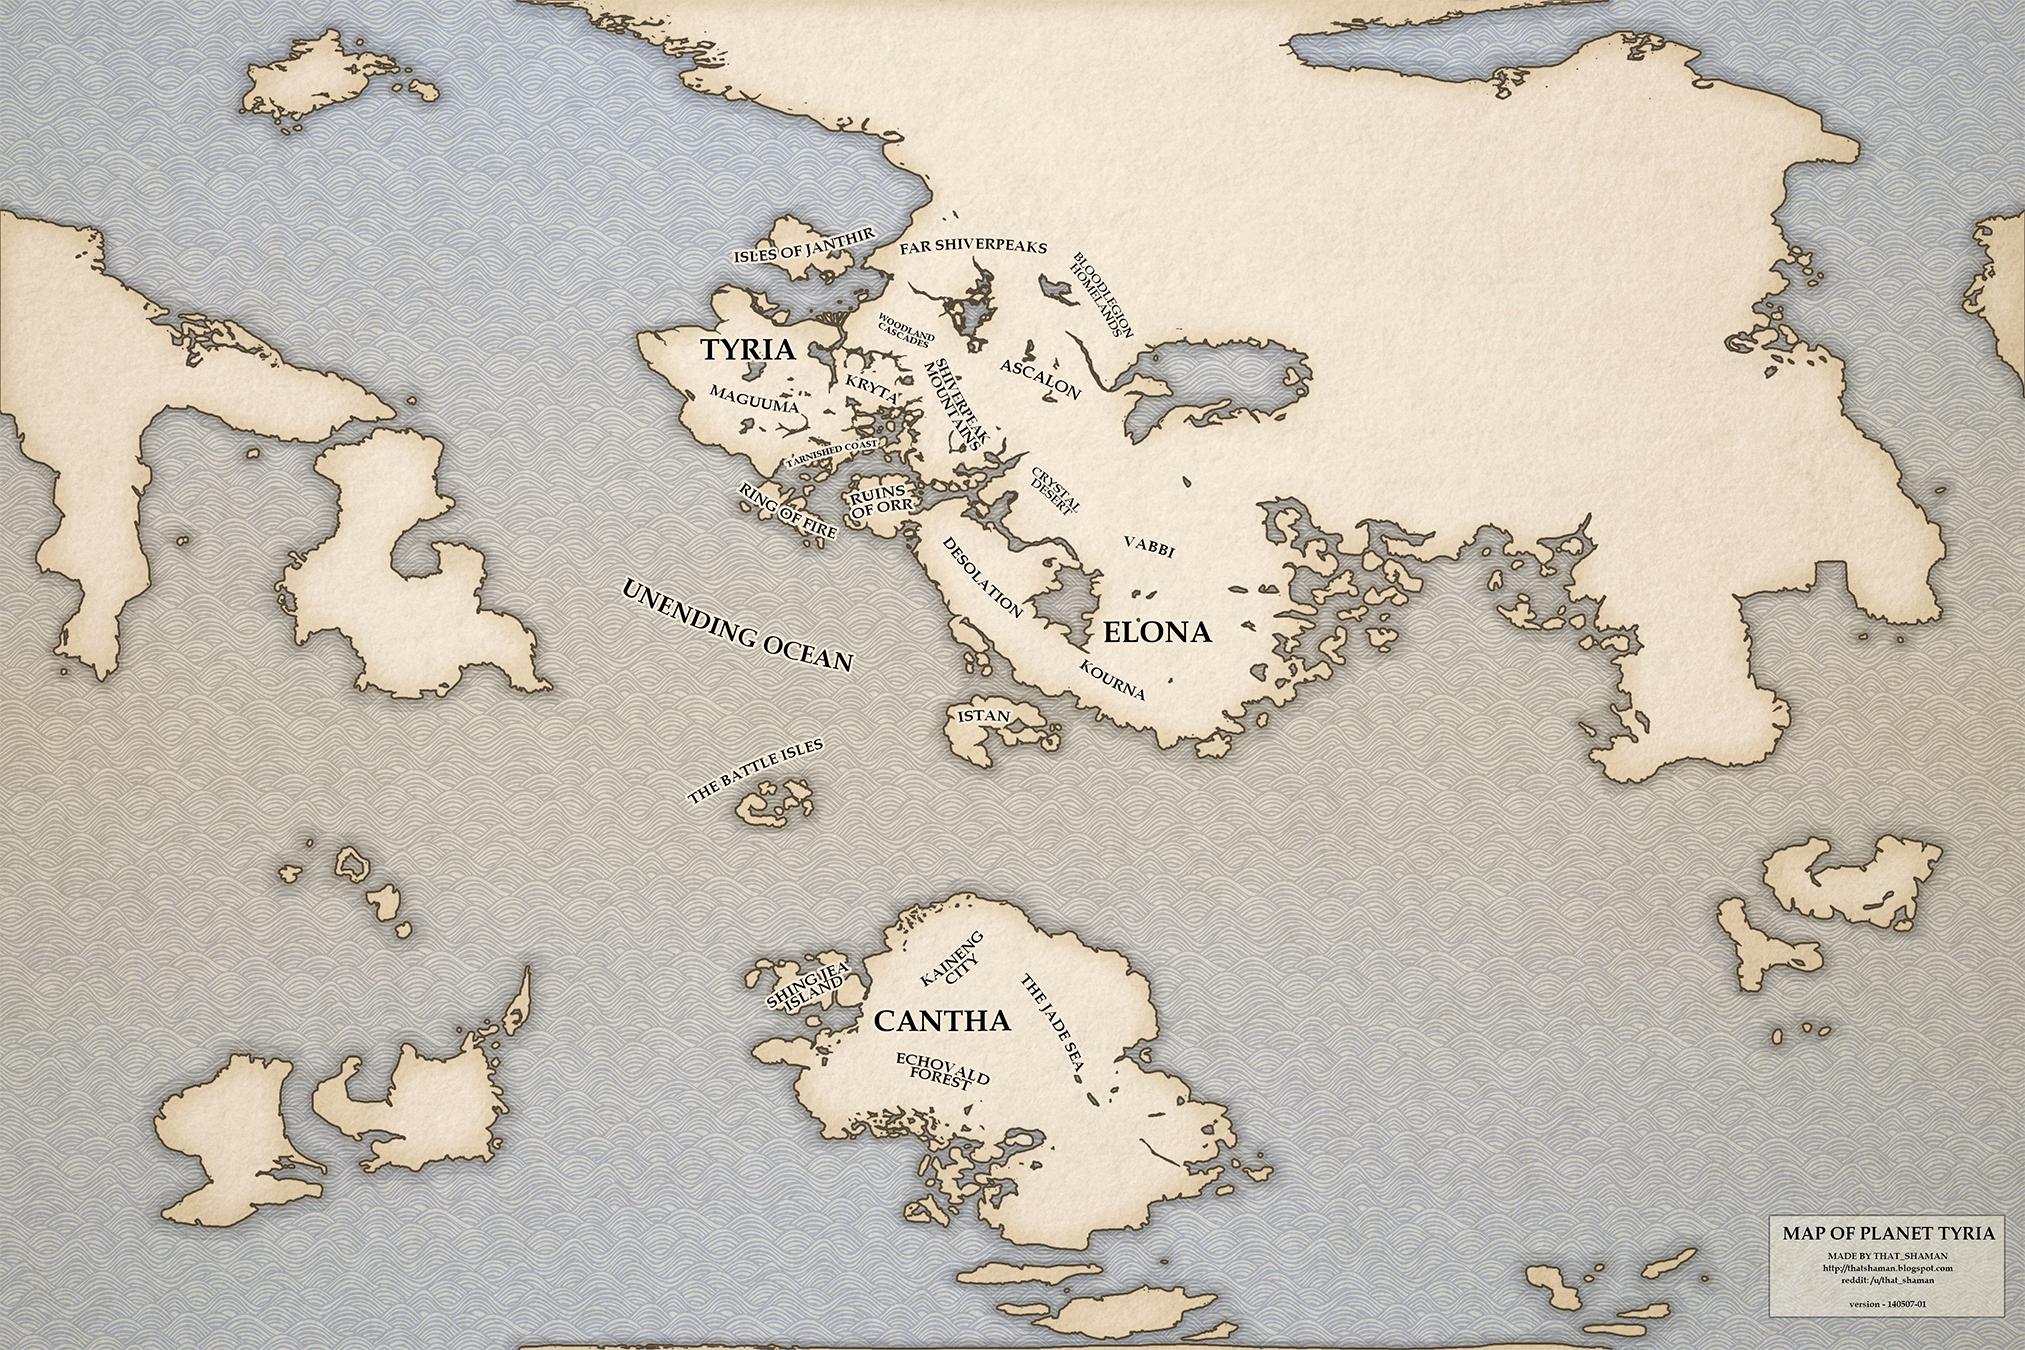 ISLES OF JANTHIR
FAR SHIVERPEAKS
BLOODLEGION
HOMELANDS
WOODLAND
CASCADES
TYRIA
ASCALON
KRYTA
SHIVERPEAK
MOUNTAINS
MAGUUMA
TARNISHED COAST
CRYSTAL
DESERT
RING OF FIRE
RUINS
OF ORR
VABBI
DESOLATION
UNENDING OCEAN
ELONA
KOURNA
ISTAN
THE BATTLE ISLES
KAINENG
CITY
SHING JEA
ISLAND
THE JADE SEA
CANTHA
ECHOVALD
FOREST
MAP OF PLANET TYRIA
MADE BY THAT_SHAMAN
http://thatshaman.blogspot.com
reddit: /u/that_shaman
version - 140507-01